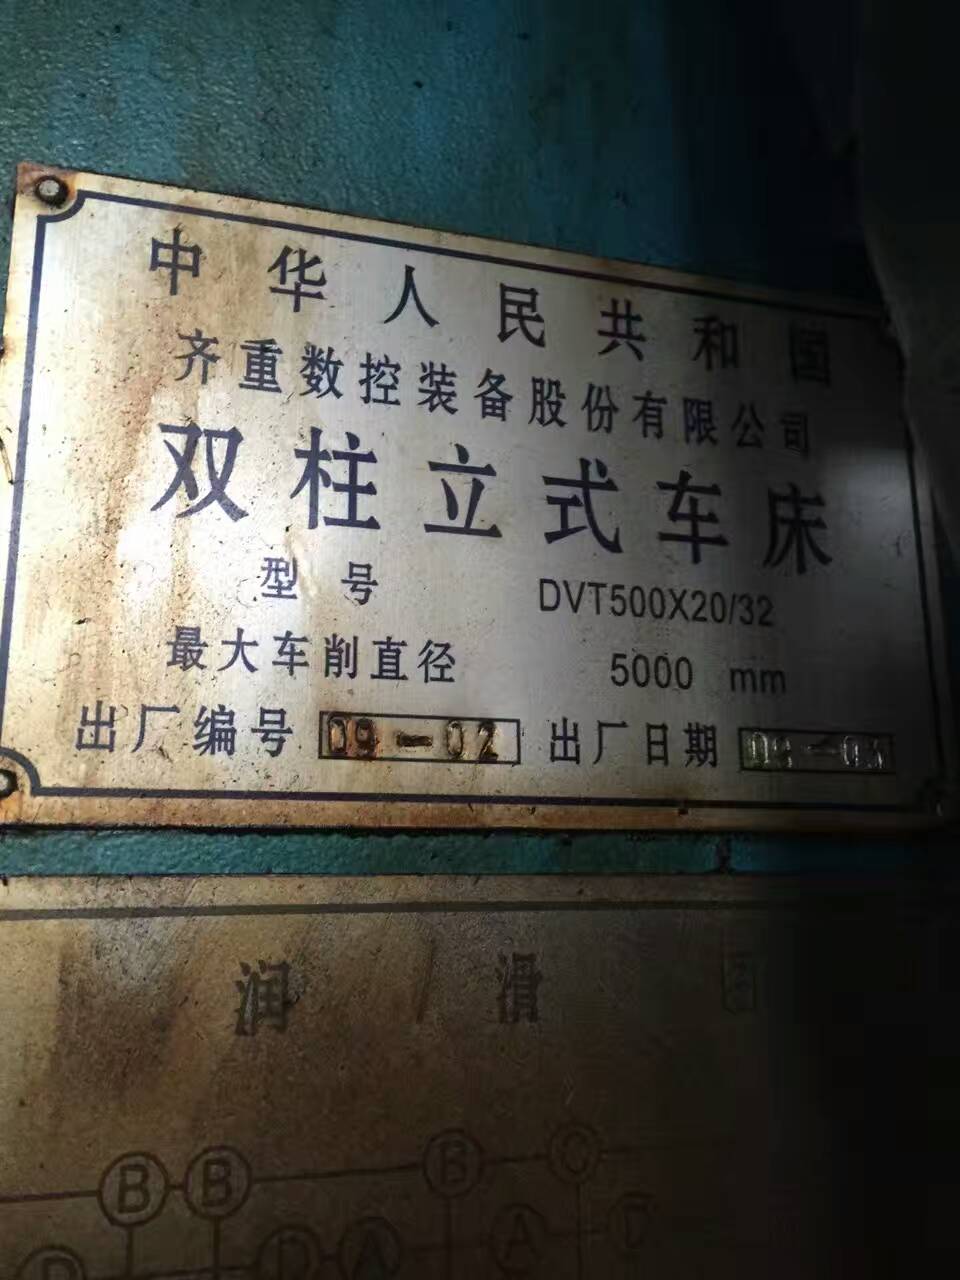 中华人民共和国
齐重数控装备股份有限公司
双柱立式车床
型号 DVT500X20/32
最大车削直径 5000 mm
出厂编号 09-02 出厂日期
润滑
B B B C
D A A D